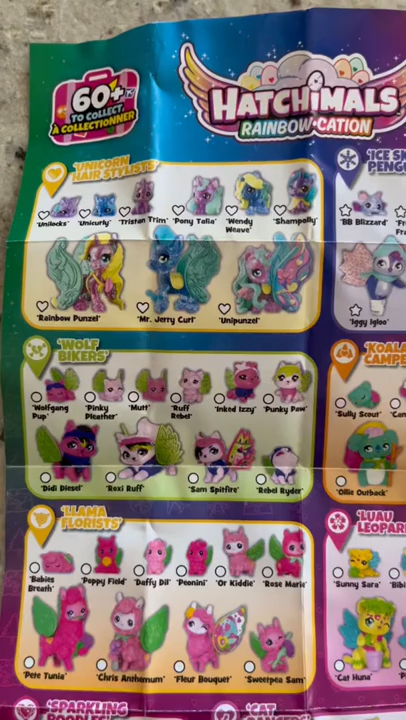 60+
TO COLLECT
À COLLECTIONNER
HATCHIMALS
RAINBOW-CATION
'UNICORN
HAIR STYLISTS'
'Unilocks' 'Unicurly' 'Tristan Trim' 'Pony Talia' 'Wendy Weave' 'Shampolly'
'Rainbow Punzel' 'Mr. Jerry Curl' 'Unipunzel'
'ICE SK
PENGU
'BB Blizzard'
'Iggy Igloo'
'WOLF
BIKERS'
'Wolfgang Pup' 'Pinky Pleather' 'Mutt' 'Ruff Rebel' 'Inked Izzy' 'Punky Paw'
'Didi Diesel' 'Roxi Ruff' 'Sam Spitfire' 'Rebel Ryder'
'KOALA
CAMPE
'Sully Scout' 'Cam
'Ollie Outback'
'LLAMA
FLORISTS'
'Babies Breath' 'Poppy Field' 'Daffy Dil' 'Peonini' 'Or Kiddie' 'Rose Marie'
'Pete Tunia' 'Chris Anthamum' 'Fleur Bouquet' 'Sweetpea Sam'
'LUAU
LEOPAR
'Sunny Sara' 'Bibi
'Cat Huna' 'P
'SPARKLING
'CAT